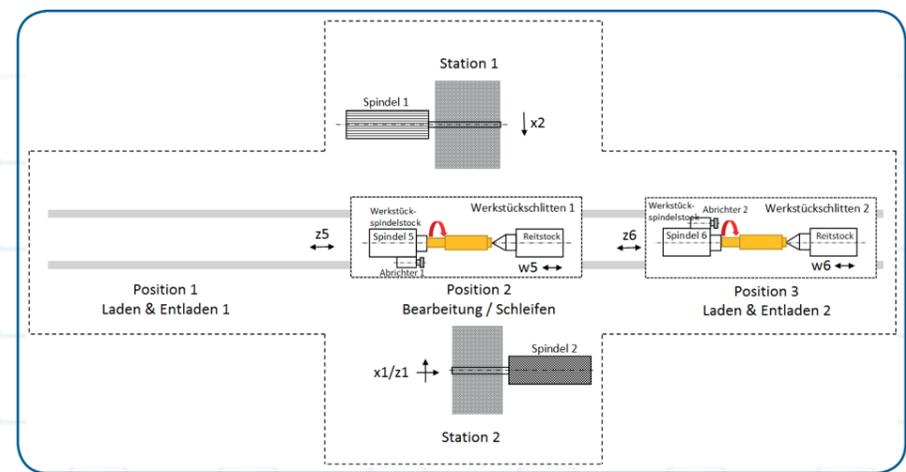 Station 1
Spindel 1
x2
Werkstück-
spindelstock
Werkstückschlitten 1
Spindel 5
Reitstock
Abrichter 1
w5
z5
z6
Werkstück-
spindelstock
Abrichter 2
Werkstückschlitten 2
Spindel 6
Reitstock
w6
Position 1
Laden & Entladen 1
Position 2
Bearbeitung / Schleifen
Position 3
Laden & Entladen 2
Spindel 2
x1/z1
Station 2